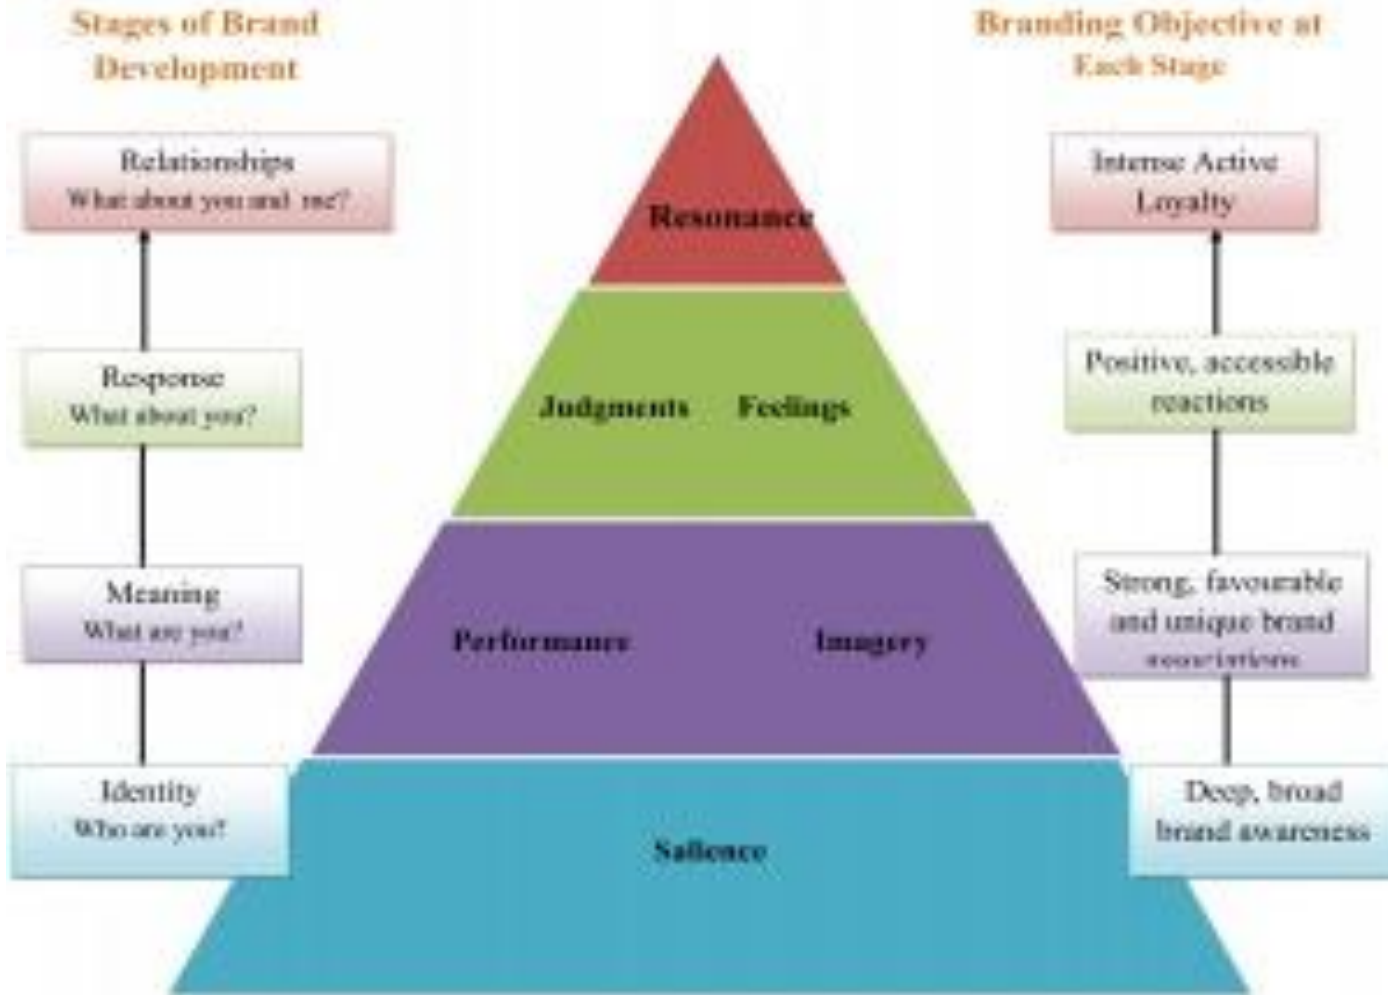 Stages of Brand
Development
Branding Objective at
Each Stage
Relationships
What about you and me?
Intense Active
Loyalty
Resonance
Response
What about you?
Positive, accessible
reactions
Judgments Feelings
Meaning
What are you?
Strong, favourable
and unique brand
Performance Imagery
Identity
Who are you?
Deep, broad
brand awareness
Salience